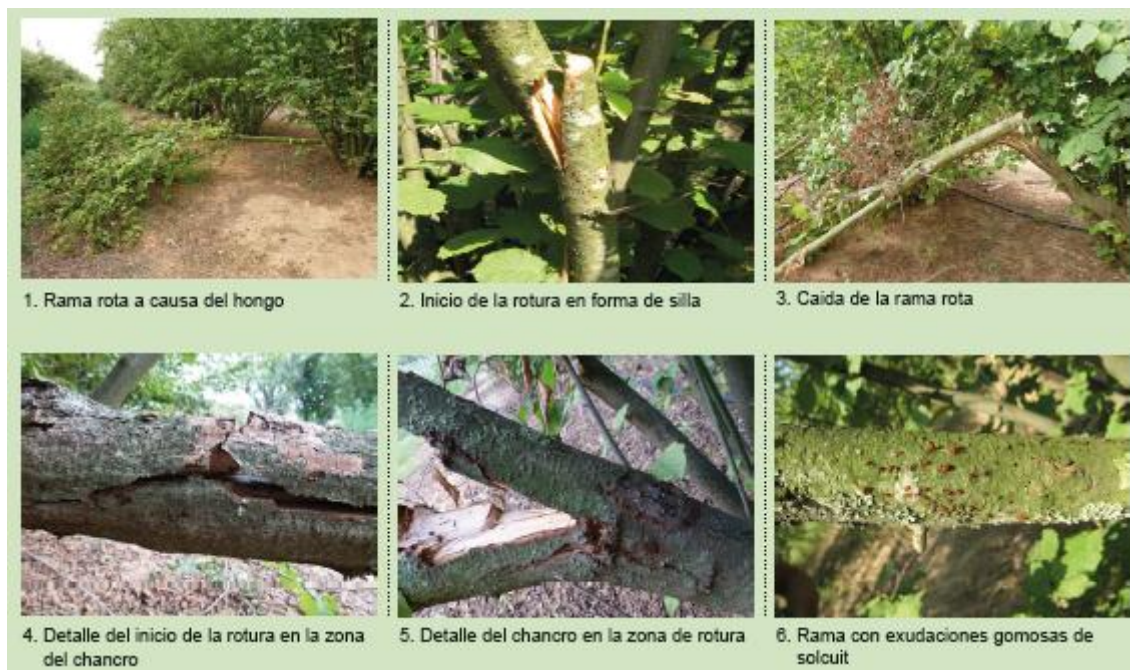 1. Rama rota a causa del hongo
2. Inicio de la rotura en forma de silla
3. Caida de la rama rota
4. Detalle del inicio de la rotura en la zona
del chancro
5. Detalle del chancro en la zona de rotura
6. Rama con exudaciones gomosas de
solcuit